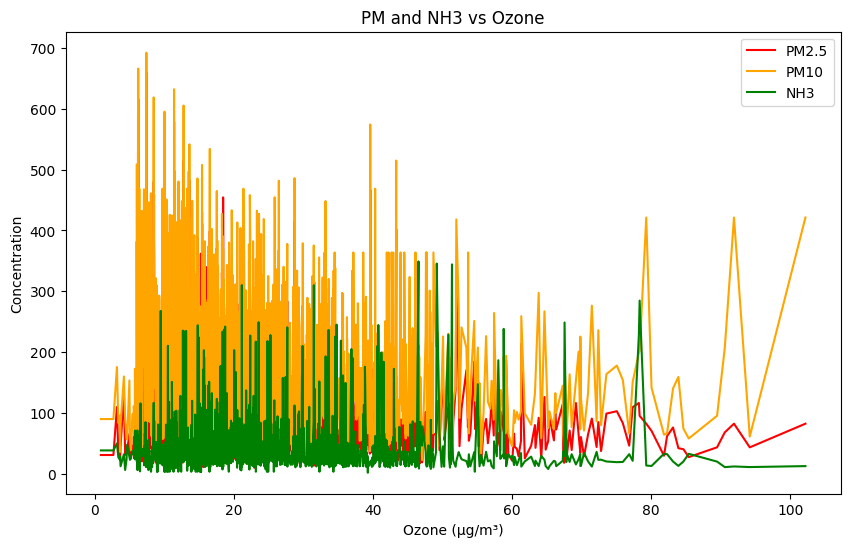 PM and NH3 vs Ozone
PM2.5
PM10
NH3
700
600
500
400
300
200
100
0
Concentration
0 20 40 60 80 100
Ozone (µg/m³)